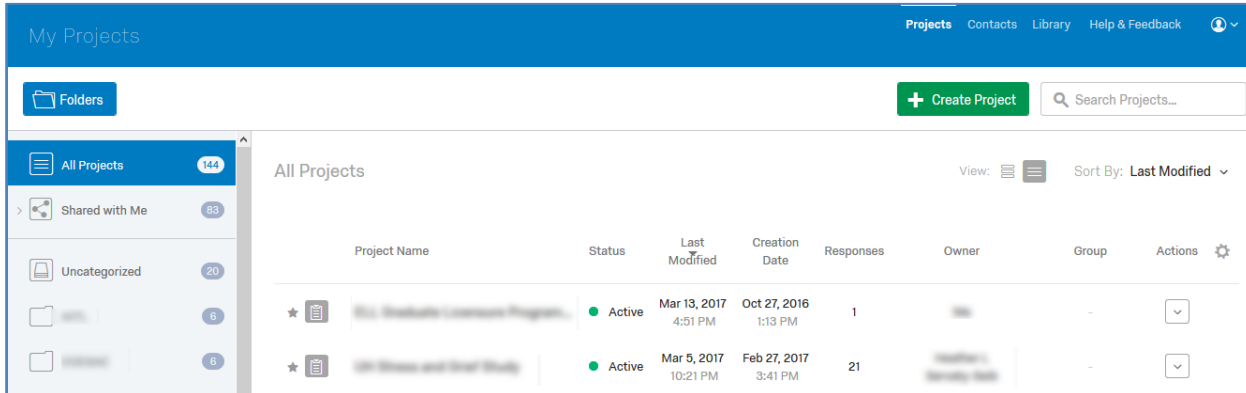 My Projects
Projects Contacts Library Help & Feedback
Folders
Create Project
Search Projects...
All Projects 144
Shared with Me 83
Uncategorized 20
6
6
All Projects
View:
Sort By: Last Modified
Project Name Status Last Modified Creation Date Responses Owner Group Actions
Active Mar 13, 2017 Oct 27, 2016 1 -
4:51 PM 1:13 PM
Active Mar 5, 2017 Feb 27, 2017 21 -
10:21 PM 3:41 PM